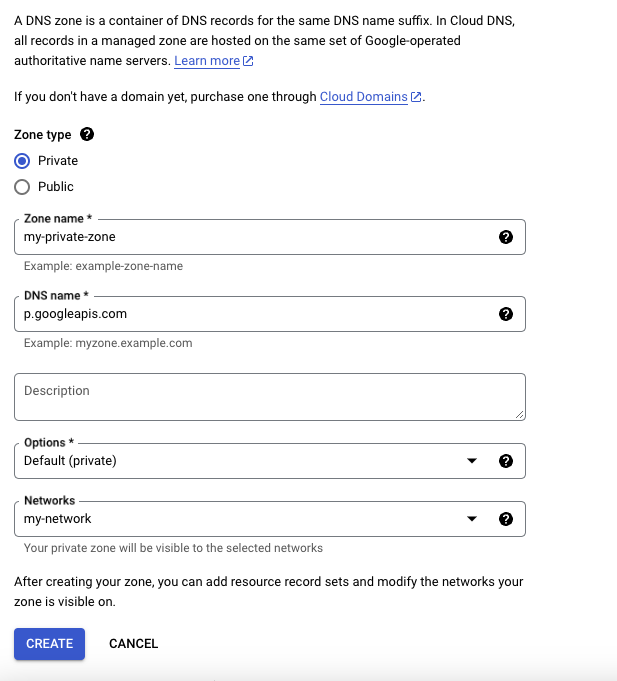 A DNS zone is a container of DNS records for the same DNS name suffix. In Cloud DNS,
all records in a managed zone are hosted on the same set of Google-operated
authoritative name servers. Learn more
If you don't have a domain yet, purchase one through Cloud Domains.
Zone type
Private
Public
Zone name *
my-private-zone
Example: example-zone-name
DNS name *
p.googleapis.com
Example: myzone.example.com
Description
Options *
Default (private)
Networks
my-network
Your private zone will be visible to the selected networks
After creating your zone, you can add resource record sets and modify the networks your
zone is visible on.
CREATE CANCEL